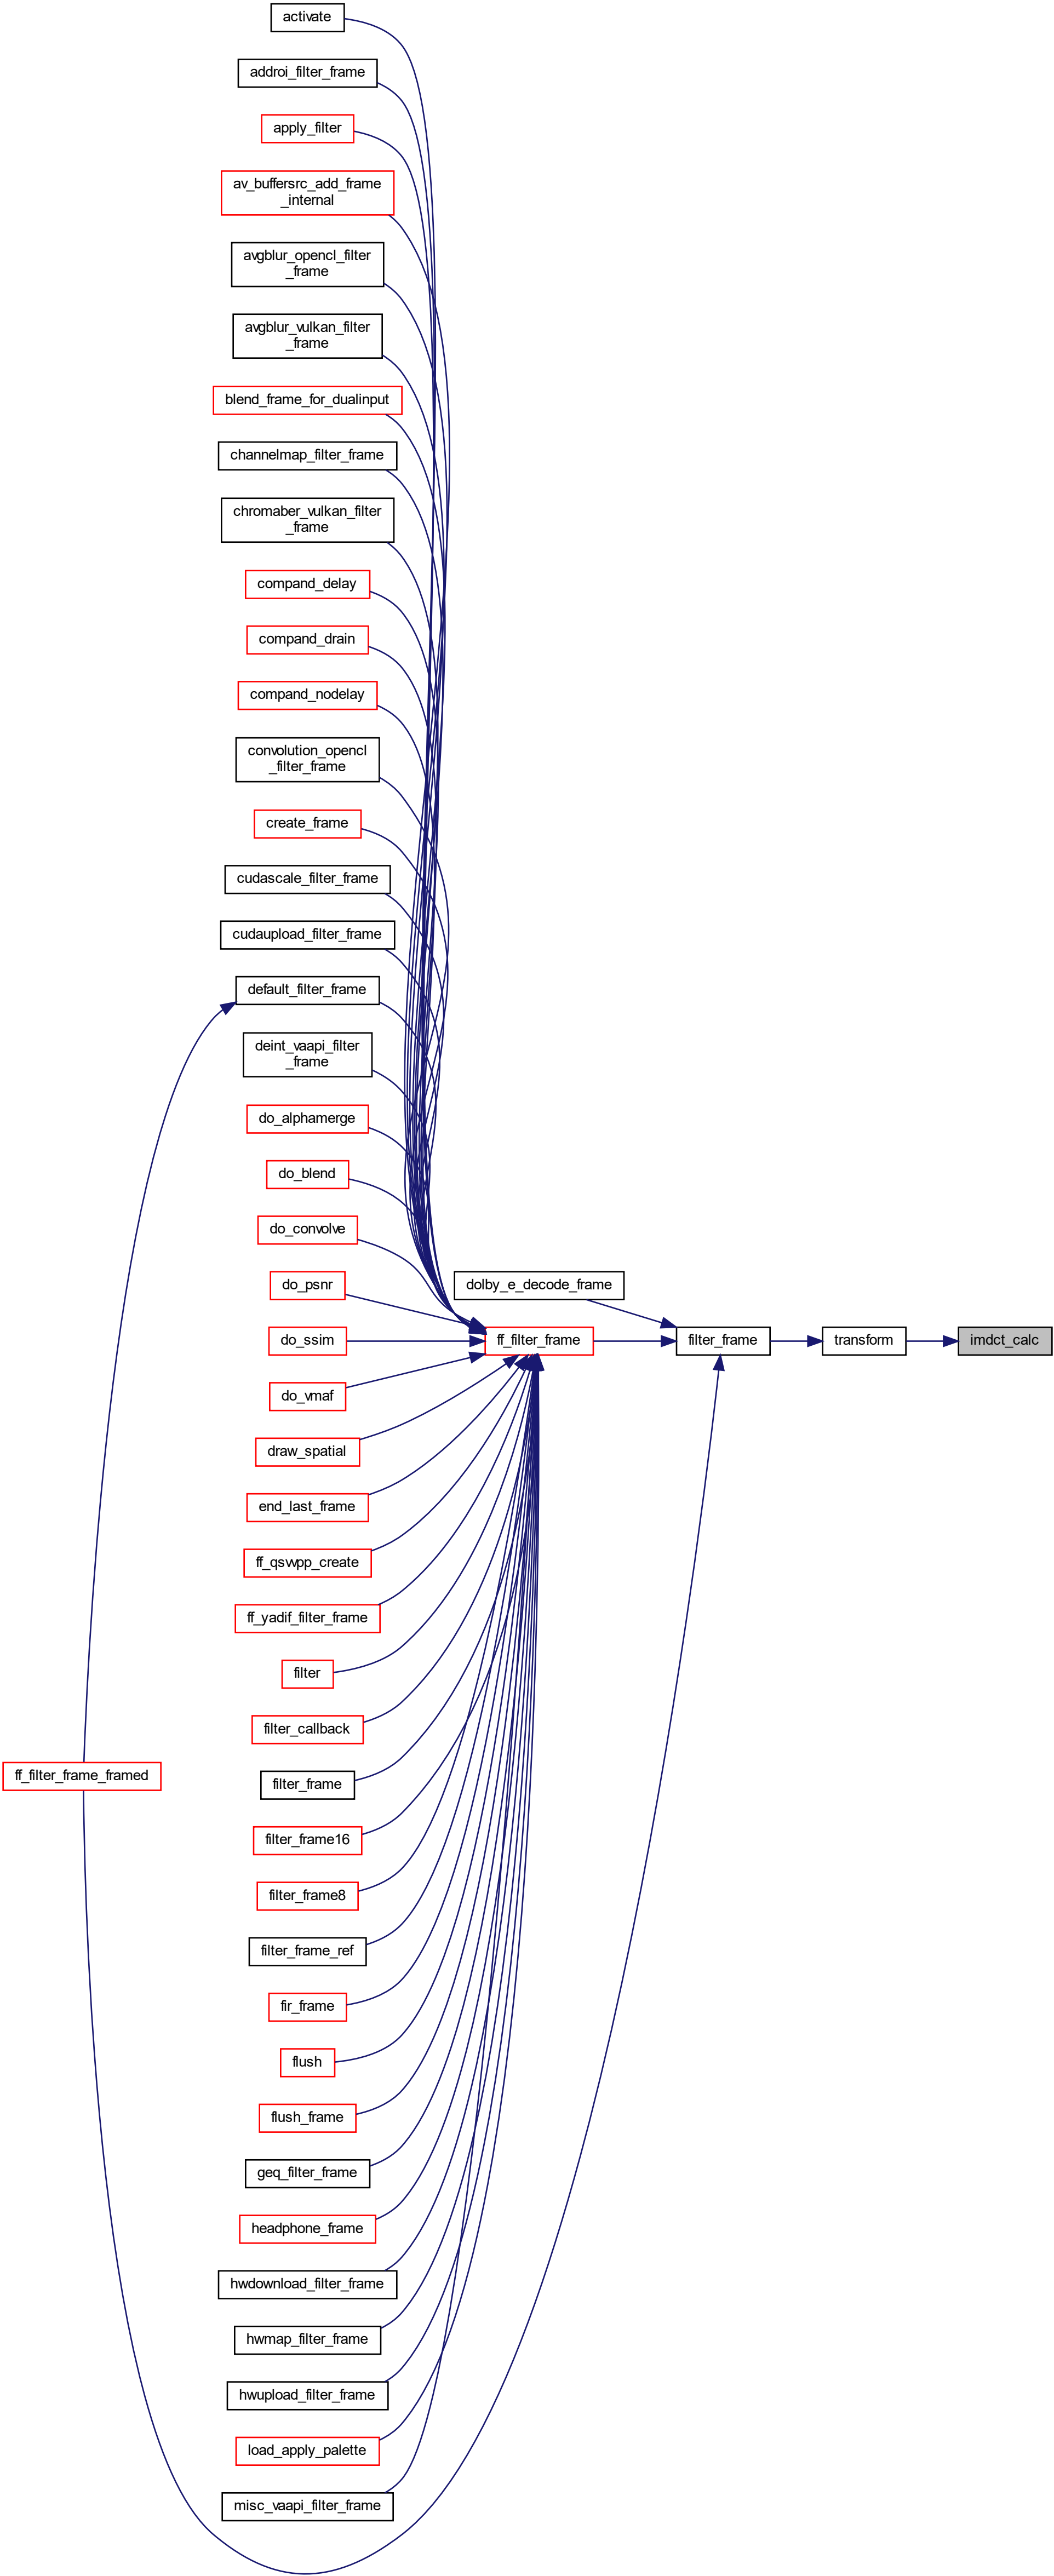 activate
addroi_filter_frame
apply_filter
av_buffersrc_add_frame
_internal
avgblur_opencl_filter
_frame
avgblur_vulkan_filter
_frame
blend_frame_for_dualinput
channelmap_filter_frame
chromaber_vulkan_filter
_frame
compand_delay
compand_drain
compand_nodelay
convolution_opencl
_filter_frame
create_frame
cudascale_filter_frame
cudaupload_filter_frame
default_filter_frame
deint_vaapi_filter
_frame
do_alphamerge
do_blend
do_convolve
do_psnr
do_ssim
do_vmaf
draw_spatial
end_last_frame
ff_qsvvpp_create
ff_yadif_filter_frame
filter
filter_callback
filter_frame
filter_frame16
filter_frame8
filter_frame_ref
fir_frame
flush
flush_frame
geq_filter_frame
headphone_frame
hwdownload_filter_frame
hwmap_filter_frame
hwupload_filter_frame
load_apply_palette
misc_vaapi_filter_frame
ff_filter_frame_framed
dolby_e_decode_frame
ff_filter_frame
filter_frame
transform
imdct_calc